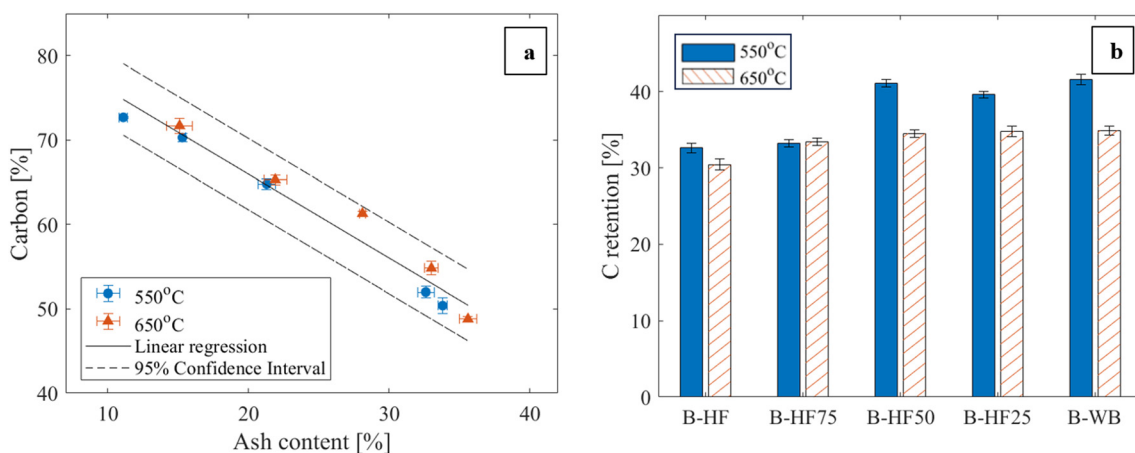 a
80
70
60
50
40
Carbon [%]
10
20
30
40
Ash content [%]
550°C
650°C
Linear regression
95% Confidence Interval
b
550°C
650°C
40
30
20
10
0
C retention [%]
B-HF
B-HF75
B-HF50
B-HF25
B-WB